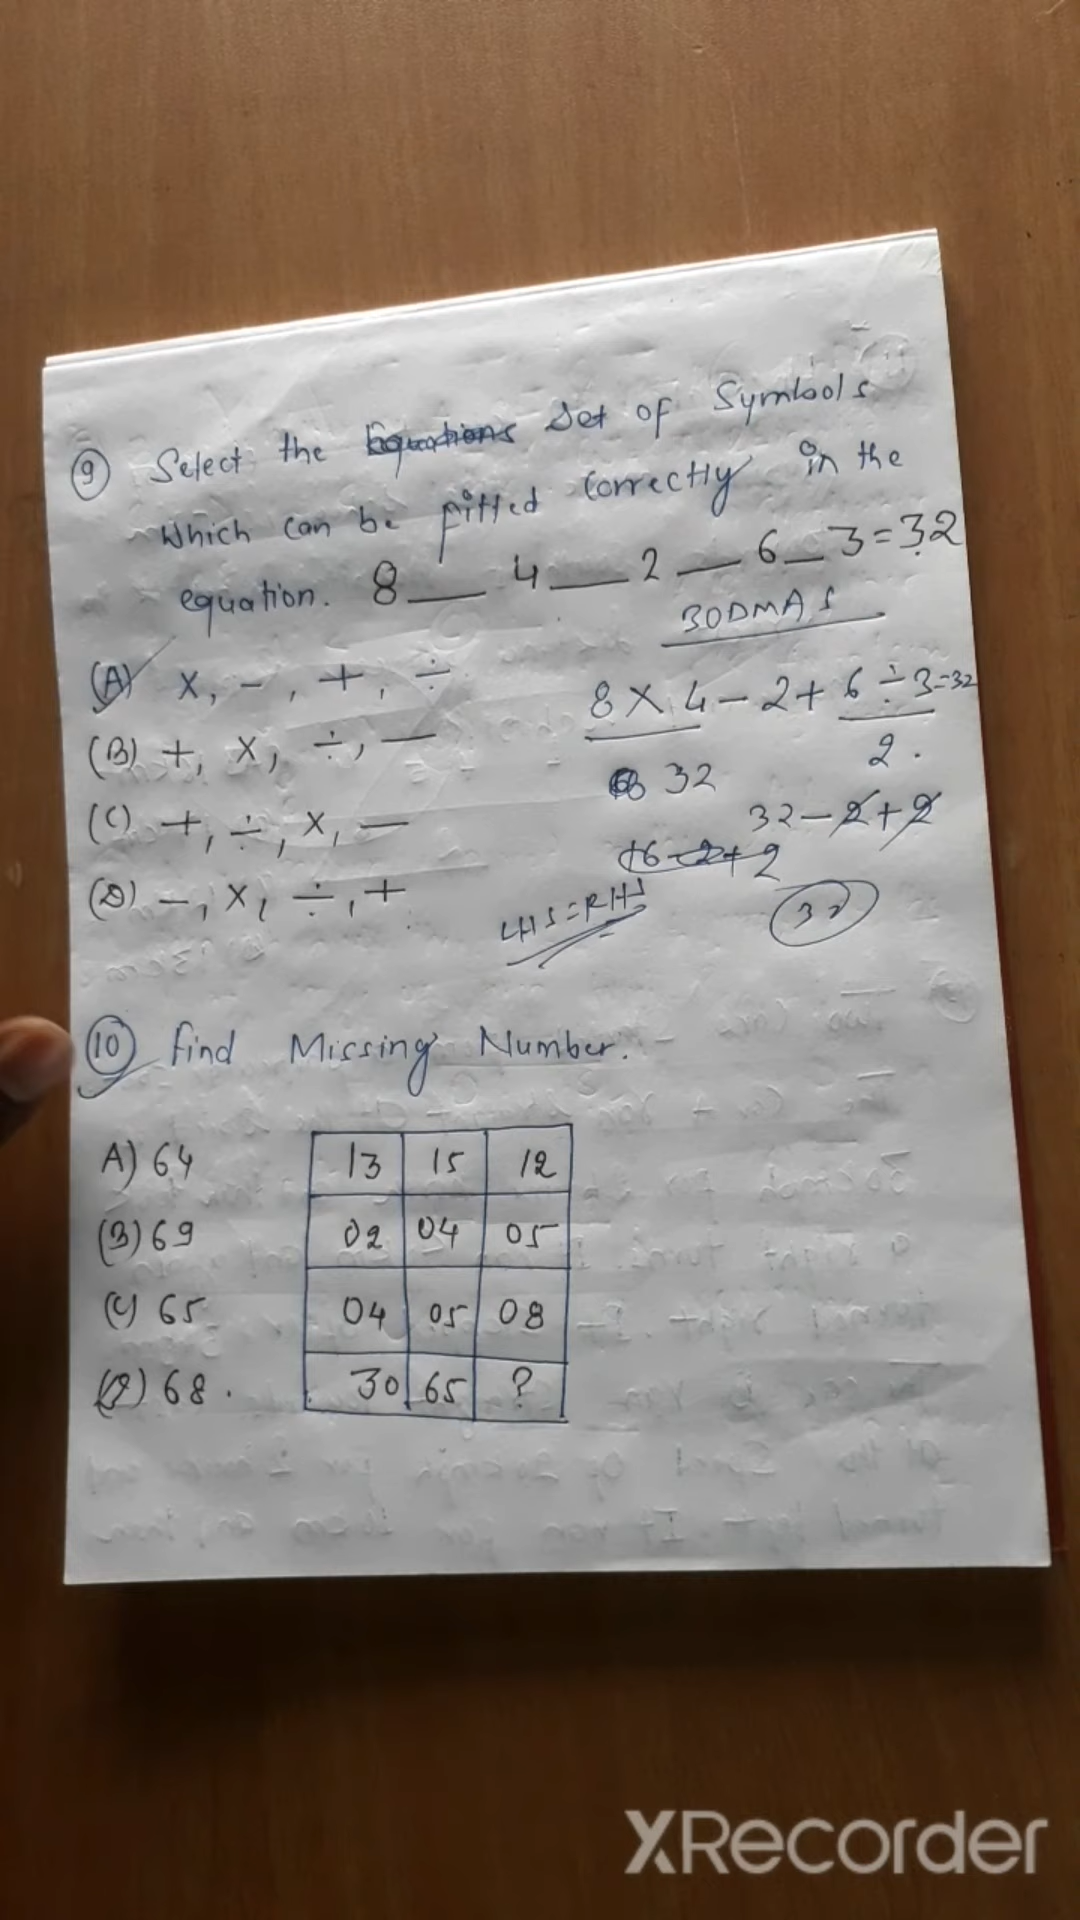 9 Select the Equations Set of Symbols
Which can be fitted correctly in the
equation. 8 __ 4 __ 2 __ 6 __ 3 = 32
BODMAS
(A) ×, -, +, ÷
8 × 4 - 2 + 6 ÷ 3 = 32
2.
(B) +, ×, ÷, -
32
(C) +, ÷, ×, -
32 - 2 + 2
+6 - 2 + 2
(D) -, ×, ÷, +
LHS = RHS
32
10 find Missing Number.
A) 64
13 15 12
(B) 69
02 04 05
(C) 65
04 05 08
(D) 68.
30 65 ?
XRecorder